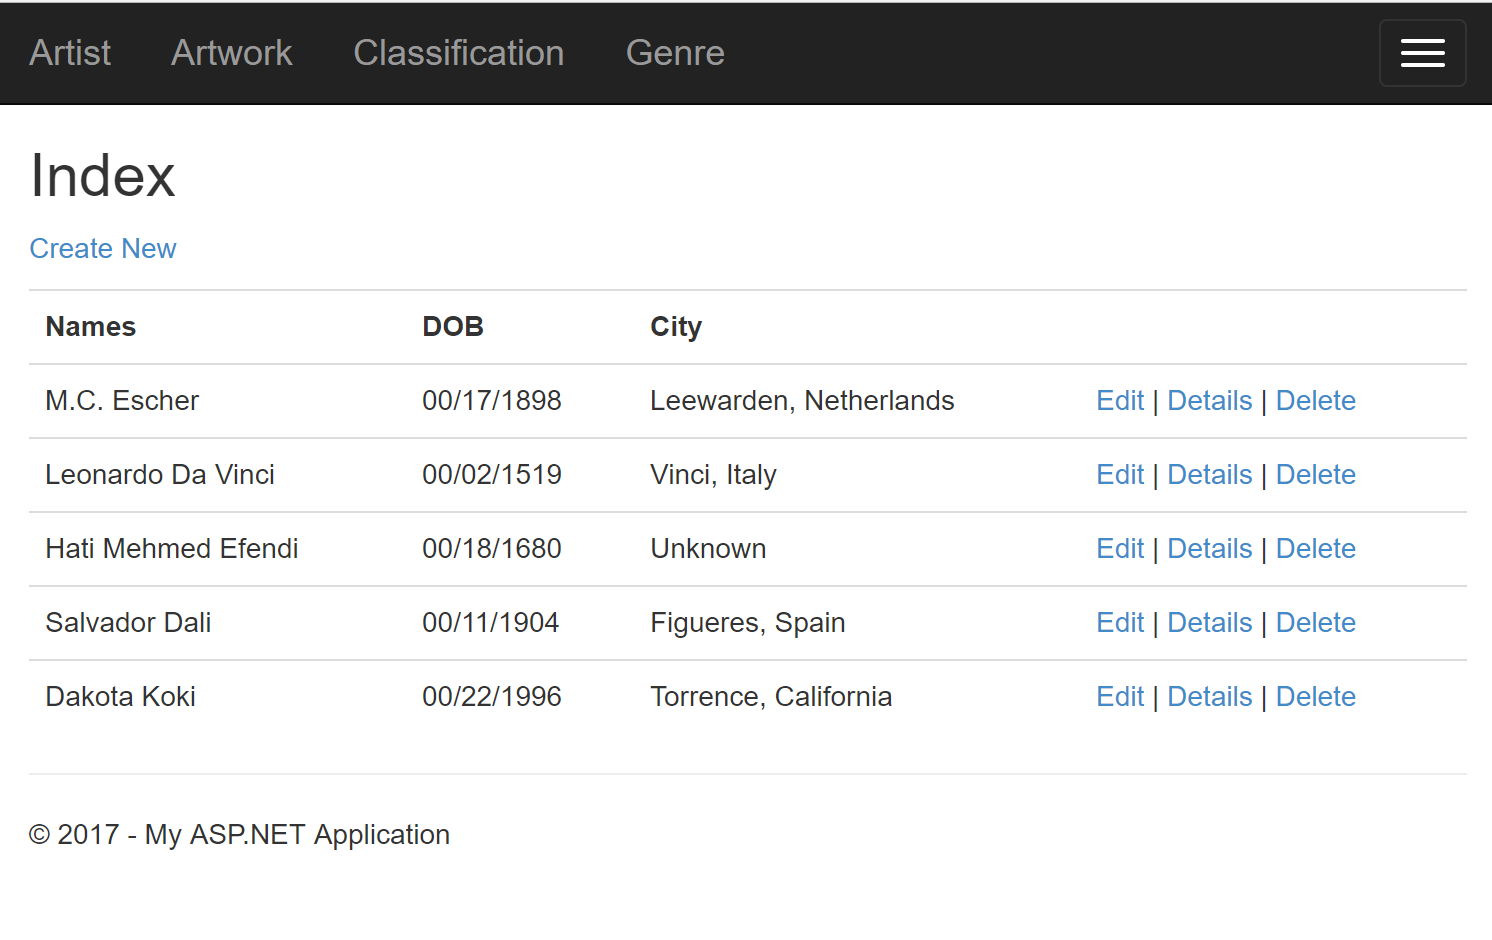 Artist Artwork Classification Genre
Index
Create New
Names DOB City
M.C. Escher 00/17/1898 Leewarden, Netherlands Edit | Details | Delete
Leonardo Da Vinci 00/02/1519 Vinci, Italy Edit | Details | Delete
Hati Mehmed Efendi 00/18/1680 Unknown Edit | Details | Delete
Salvador Dali 00/11/1904 Figueres, Spain Edit | Details | Delete
Dakota Koki 00/22/1996 Torrence, California Edit | Details | Delete
© 2017 - My ASP.NET Application